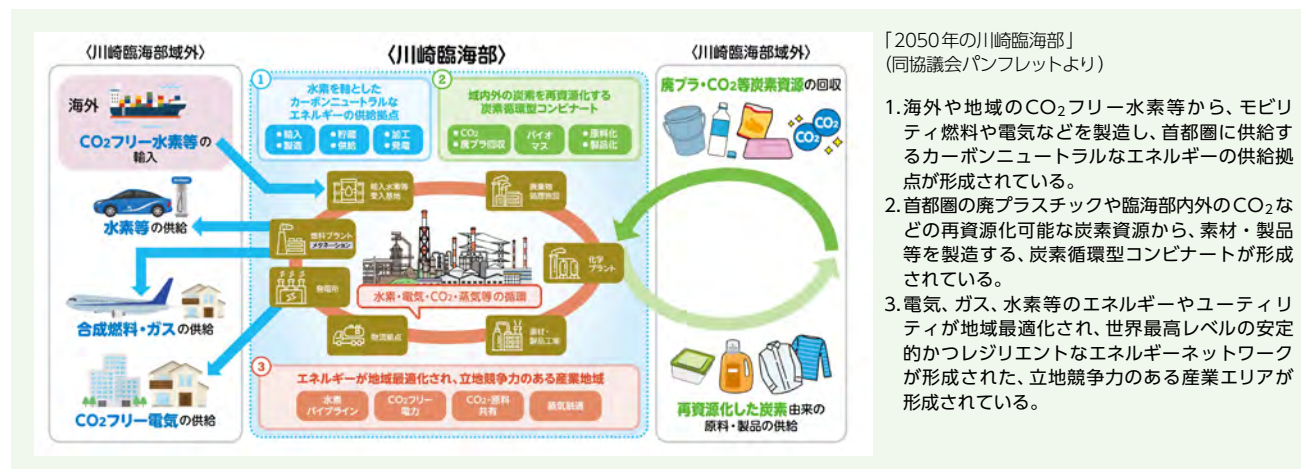 〈川崎臨海部域外〉
海外
CO2フリー水素等の
輸入
水素等の供給
合成燃料・ガスの供給
CO2フリー電気の供給
〈川崎臨海部〉
1
水素を軸とした
カーボンニュートラルな
エネルギーの供給拠点
●輸入 ●貯蔵 ●加工
●製造 ●供給 ●発電
2
域内外の炭素を再資源化する
炭素循環型コンビナート
●CO2
●廃プラ回収
バイオ
マス
●原料化
●製品化
輸入水素等
受入基地
廃棄物
処理施設
燃料プラント
メタネーション
化学
プラント
発電所
水素・電気・CO2・蒸気等の循環
物流拠点
素材・
製品工場
3
エネルギーが地域最適化され、立地競争力のある産業地域
水素
パイプライン
CO2フリー
電力
CO2・原料
共有
蒸気融通
〈川崎臨海部域外〉
廃プラ・CO2等炭素資源の回収
CO2
CO2
CO2
再資源化した炭素由来の
原料・製品の供給
「2050年の川崎臨海部」
(同協議会パンフレットより)
1.海外や地域のCO2フリー水素等から、モビリ
ティ燃料や電気などを製造し、首都圏に供給す
るカーボンニュートラルなエネルギーの供給拠
点が形成されている。
2.首都圏の廃プラスチックや臨海部内外のCO2な
どの再資源化可能な炭素資源から、素材・製品
等を製造する、炭素循環型コンビナートが形成
されている。
3.電気、ガス、水素等のエネルギーやユーティリ
ティが地域最適化され、世界最高レベルの安定
的かつレジリエントなエネルギーネットワーク
が形成された、立地競争力のある産業エリアが
形成されている。